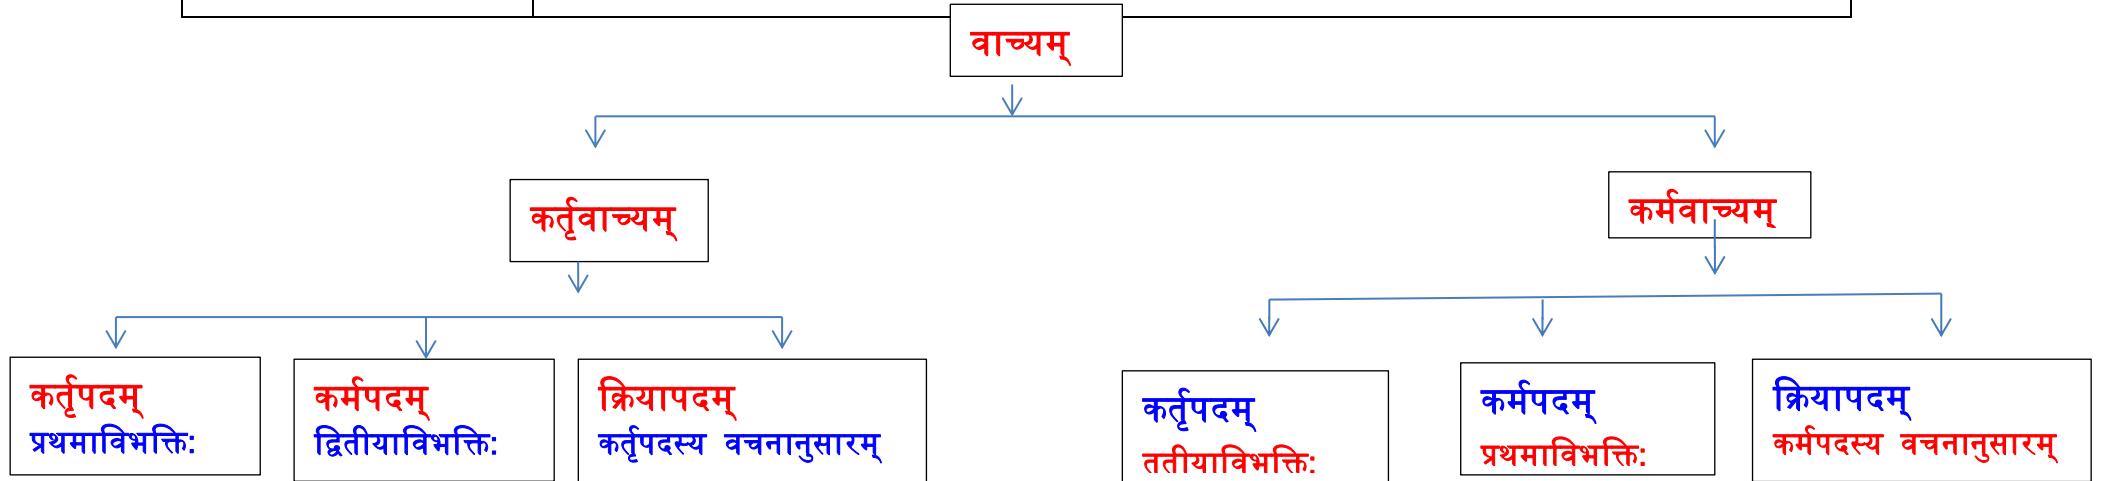 वाच्यम्
कर्तृवाच्यम्
कर्मवाच्यम्
कर्तृपदम्
प्रथमाविभक्ति:
कर्मपदम्
द्वितीयाविभक्ति:
क्रियापदम्
कर्तृपदस्य वचनानुसारम्
कर्तृपदम्
ततीयाविभक्ति:
कर्मपदम्
प्रथमाविभक्ति:
क्रियापदम्
कर्मपदस्य वचनानुसारम्